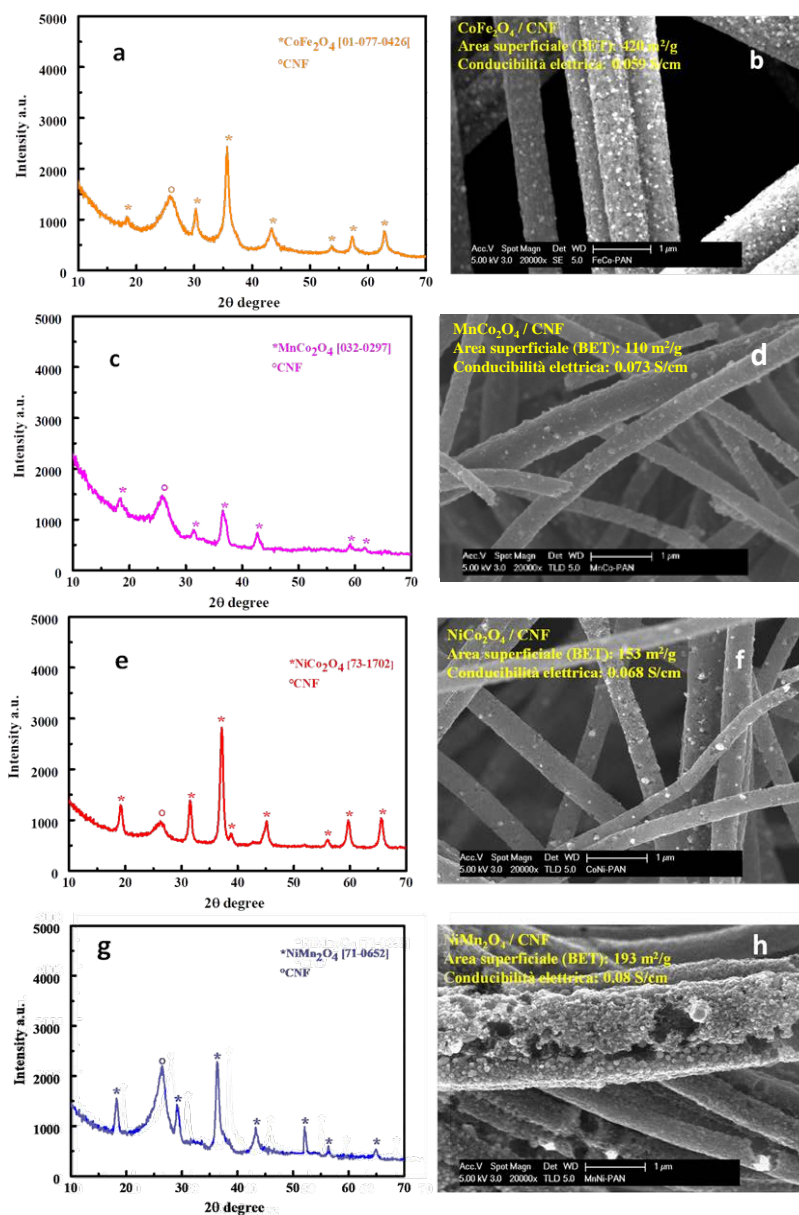 5000
4000
3000
2000
1000
0
Intensity a.u.
a
*CoFe₂O₄ [01-077-0426]
°CNF
10 20 30 40 50 60 70
2θ degree
CoFe₂O₄ / CNF
Area superficiale (BET): 420 m²/g
Conducibilità elettrica: 0.059 S/cm
b
Acc.V Spot Magn Det WD 1 µm
5.00 kV 3.0 20000x SE 5.0 FeCo-PAN
5000
4000
3000
2000
1000
0
Intensity a.u.
c
*MnCo₂O₄ [032-0297]
°CNF
10 20 30 40 50 60 70
2θ degree
MnCo₂O₄ / CNF
Area superficiale (BET): 110 m²/g
Conducibilità elettrica: 0.073 S/cm
d
Acc.V Spot Magn Det WD 1 µm
5.00 kV 3.0 20000x TLD 5.0 MnCo-PAN
5000
4000
3000
2000
1000
0
Intensity a.u.
e
*NiCo₂O₄ [73-1702]
°CNF
10 20 30 40 50 60 70
2θ degree
NiCo₂O₄ / CNF
Area superficiale (BET): 153 m²/g
Conducibilità elettrica: 0.068 S/cm
f
Acc.V Spot Magn Det WD 1 µm
5.00 kV 3.0 20000x TLD 5.0 CoNi-PAN
5000
4000
3000
2000
1000
0
Intensity a.u.
g
*NiMn₂O₄ [71-0652]
°CNF
10 20 30 40 50 60 70
2θ degree
NiMn₂O₄ / CNF
Area superficiale (BET): 193 m²/g
Conducibilità elettrica: 0.08 S/cm
h
Acc.V Spot Magn Det WD 1 µm
5.00 kV 3.0 20000x TLD 5.0 MnNi-PAN